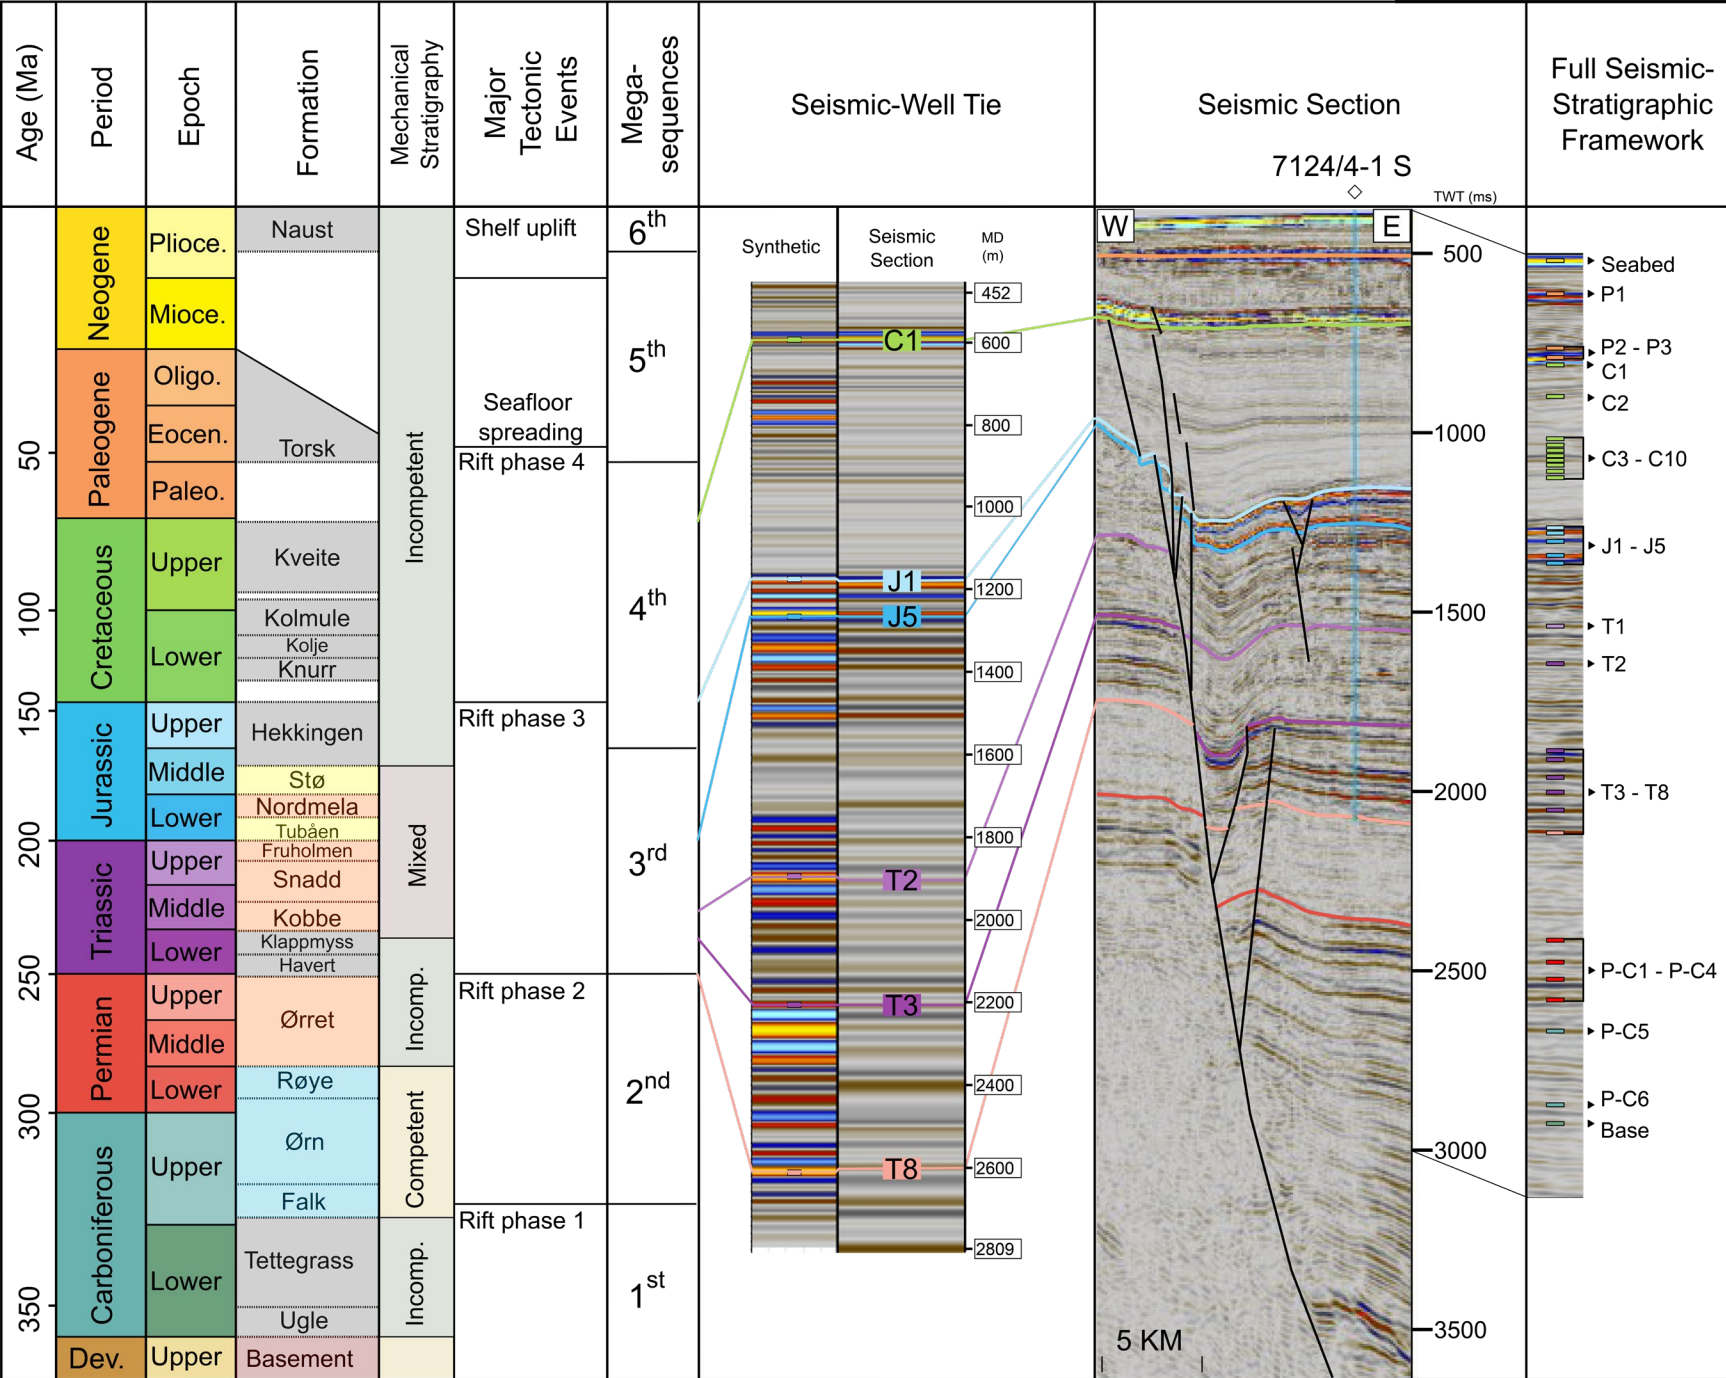 Age (Ma)
Period
Epoch
Formation
Mechanical
Stratigraphy
Major
Tectonic
Events
Mega-
sequences
Seismic-Well Tie
Seismic Section
7124/4-1 S
TWT (ms)
Full Seismic-
Stratigraphic
Framework
50
100
150
200
250
300
350
Neogene
Paleogene
Cretaceous
Jurassic
Triassic
Permian
Carboniferous
Dev.
Plioce.
Mioce.
Oligo.
Eocen.
Paleo.
Upper
Lower
Upper
Middle
Lower
Upper
Middle
Lower
Upper
Middle
Lower
Upper
Lower
Upper
Naust
Torsk
Kveite
Kolmule
Kolje
Knurr
Hekkingen
Stø
Nordmela
Tubåen
Fruholmen
Snadd
Kobbe
Klappmyss
Havert
Ørret
Røye
Ørn
Falk
Tettegrass
Ugle
Basement
Incompetent
Mixed
Incomp.
Competent
Incomp.
Shelf uplift
Seafloor
spreading
Rift phase 4
Rift phase 3
Rift phase 2
Rift phase 1
6th
5th
4th
3rd
2nd
1st
Synthetic
Seismic
Section
MD
(m)
C1
J1
J5
T2
T3
T8
452
600
800
1000
1200
1400
1600
1800
2000
2200
2400
2600
2809
W
E
5 KM
500
1000
1500
2000
2500
3000
3500
Seabed
P1
P2 - P3
C1
C2
C3 - C10
J1 - J5
T1
T2
T3 - T8
P-C1 - P-C4
P-C5
P-C6
Base